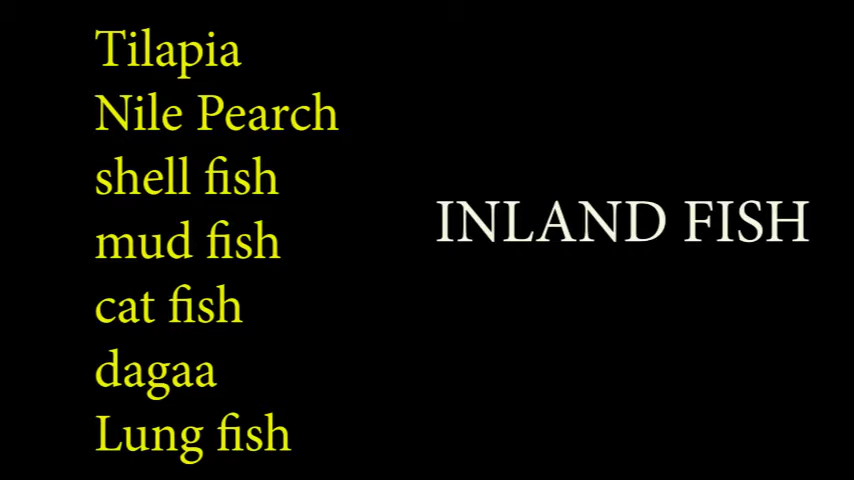 Tilapia
Nile Pearch
shell fish
mud fish
cat fish
dagaa
Lung fish
INLAND FISH